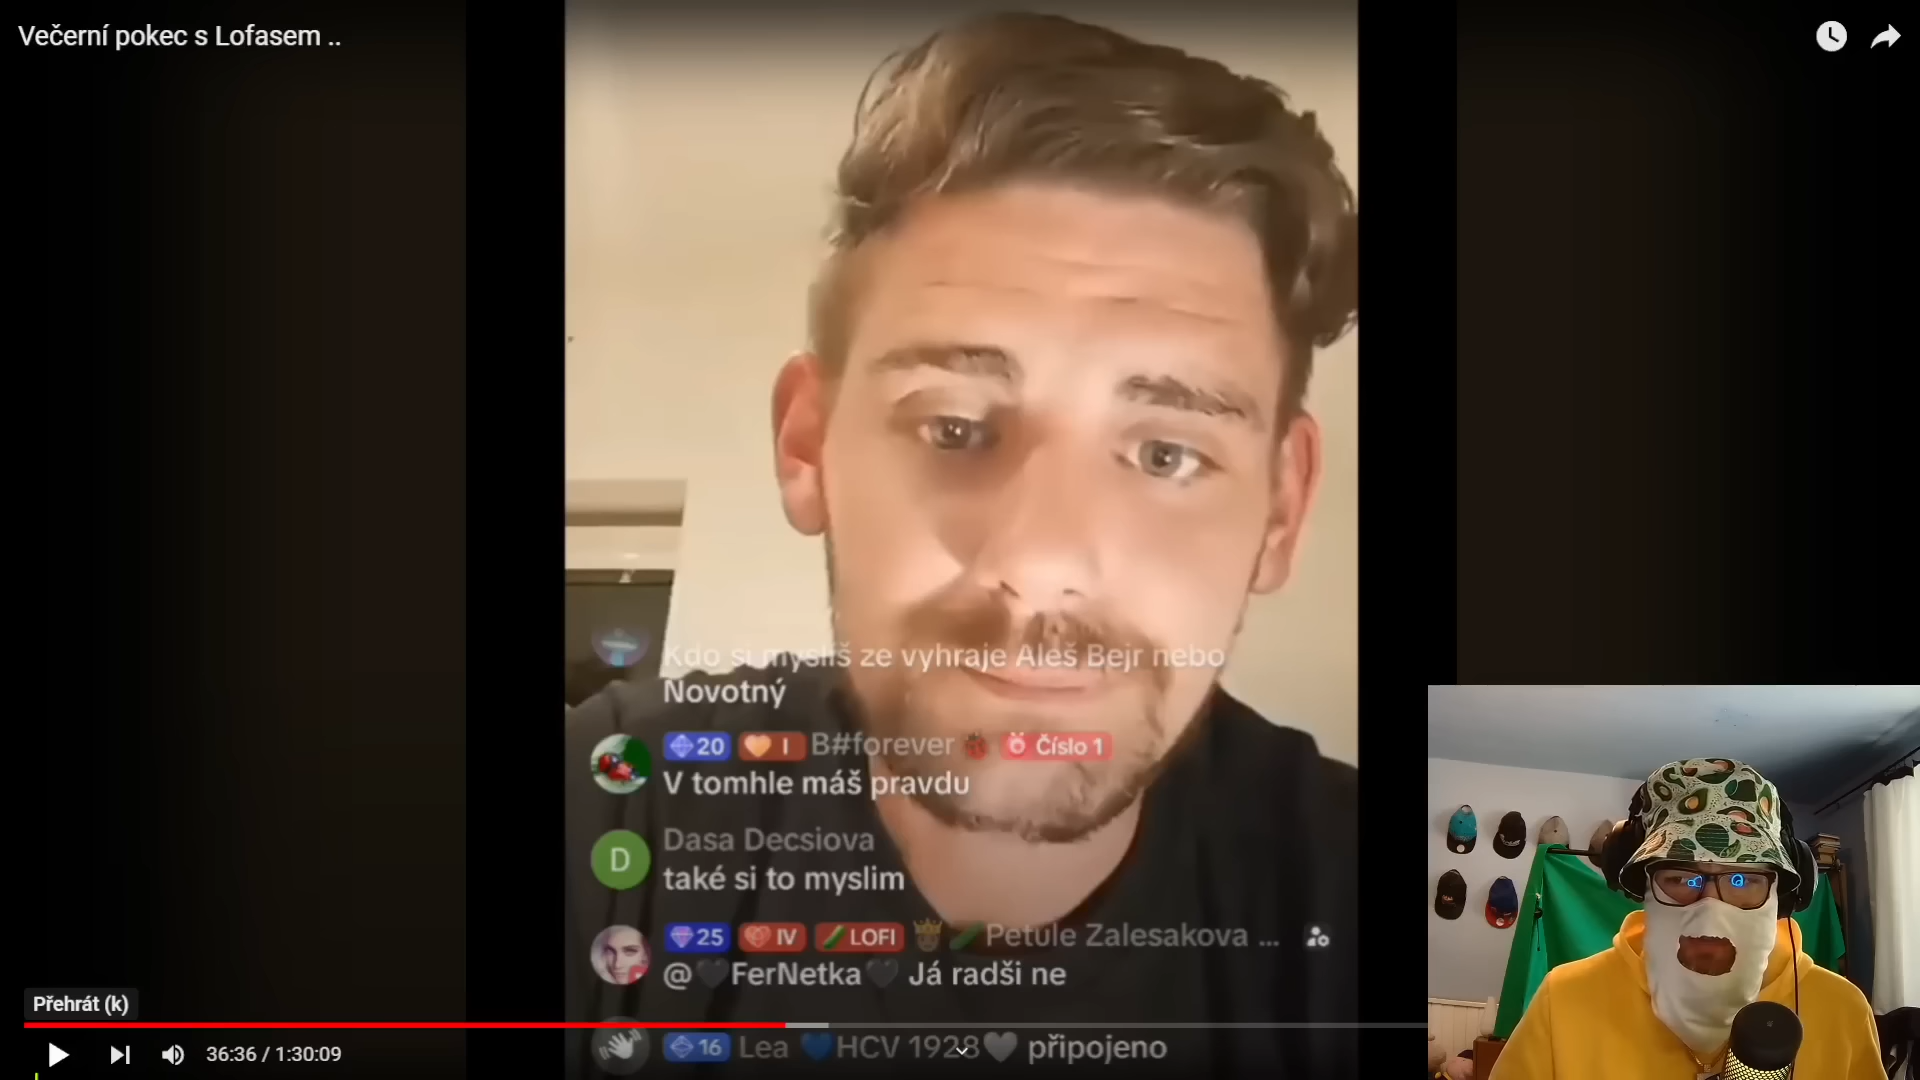 Večerní pokec s Lofasem ..
Kdo si myslíš ze vyhraje Aleš Bejr nebo
Novotný
20 I B#forever Číslo 1
V tomhle máš pravdu
D
Dasa Decsiova
také si to myslim
25 IV LOFI Petule Zalesakova ...
@🖤FerNetka🖤 Já radši ne
16 Lea 💙HCV 1928🤍 připojeno
Přehrát (k)
36:36 / 1:30:09